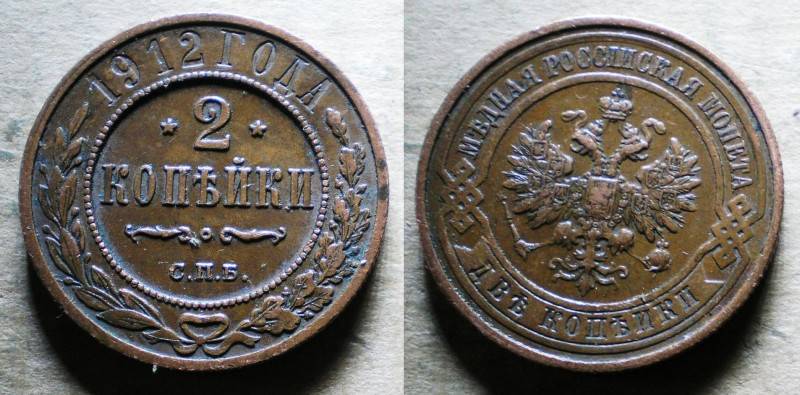 1912 ГОДА
2
КОПѢЙКИ
С.П.Б.
МѢДНАЯ РОССІЙСКАЯ МОНЕТА
ДВѢ КОПѢЙКИ